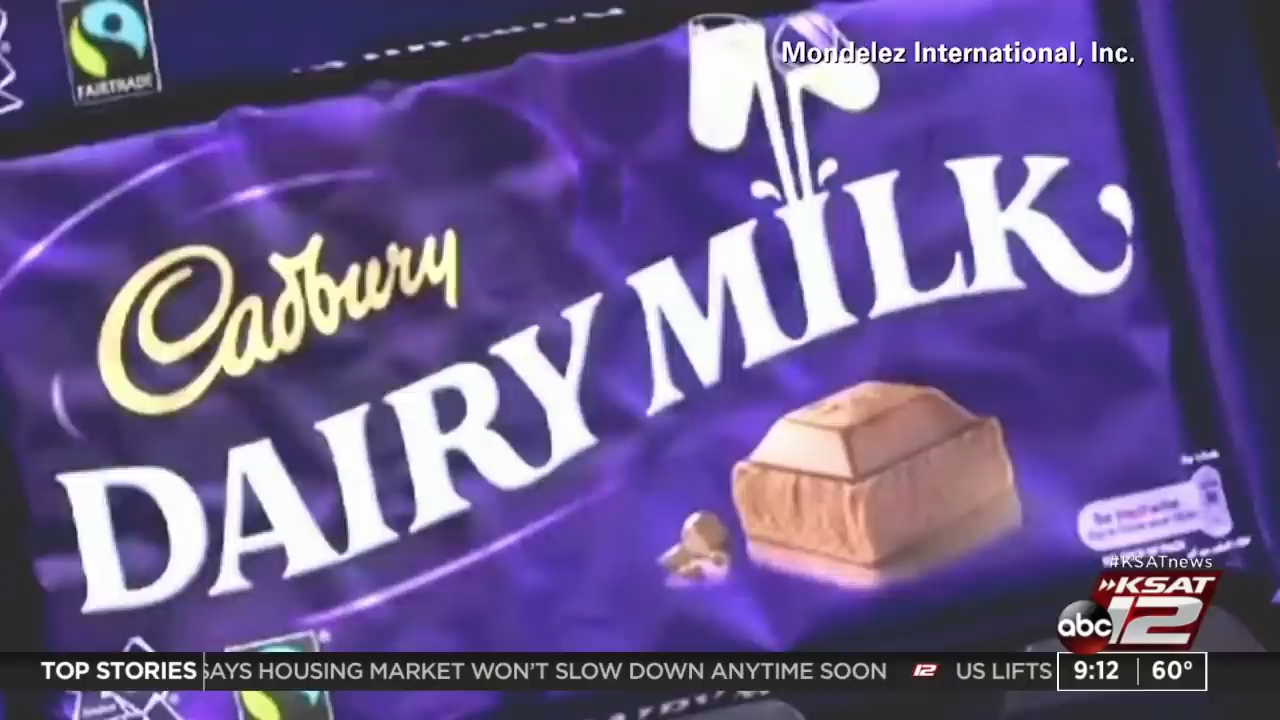 FAIRTRADE
Mondelez International, Inc.
Cadbury
DAIRY MILK
#KSATnews
KSAT
abc 12
TOP STORIES SAYS HOUSING MARKET WON'T SLOW DOWN ANYTIME SOON 12 US LIFTS 9:12 60°